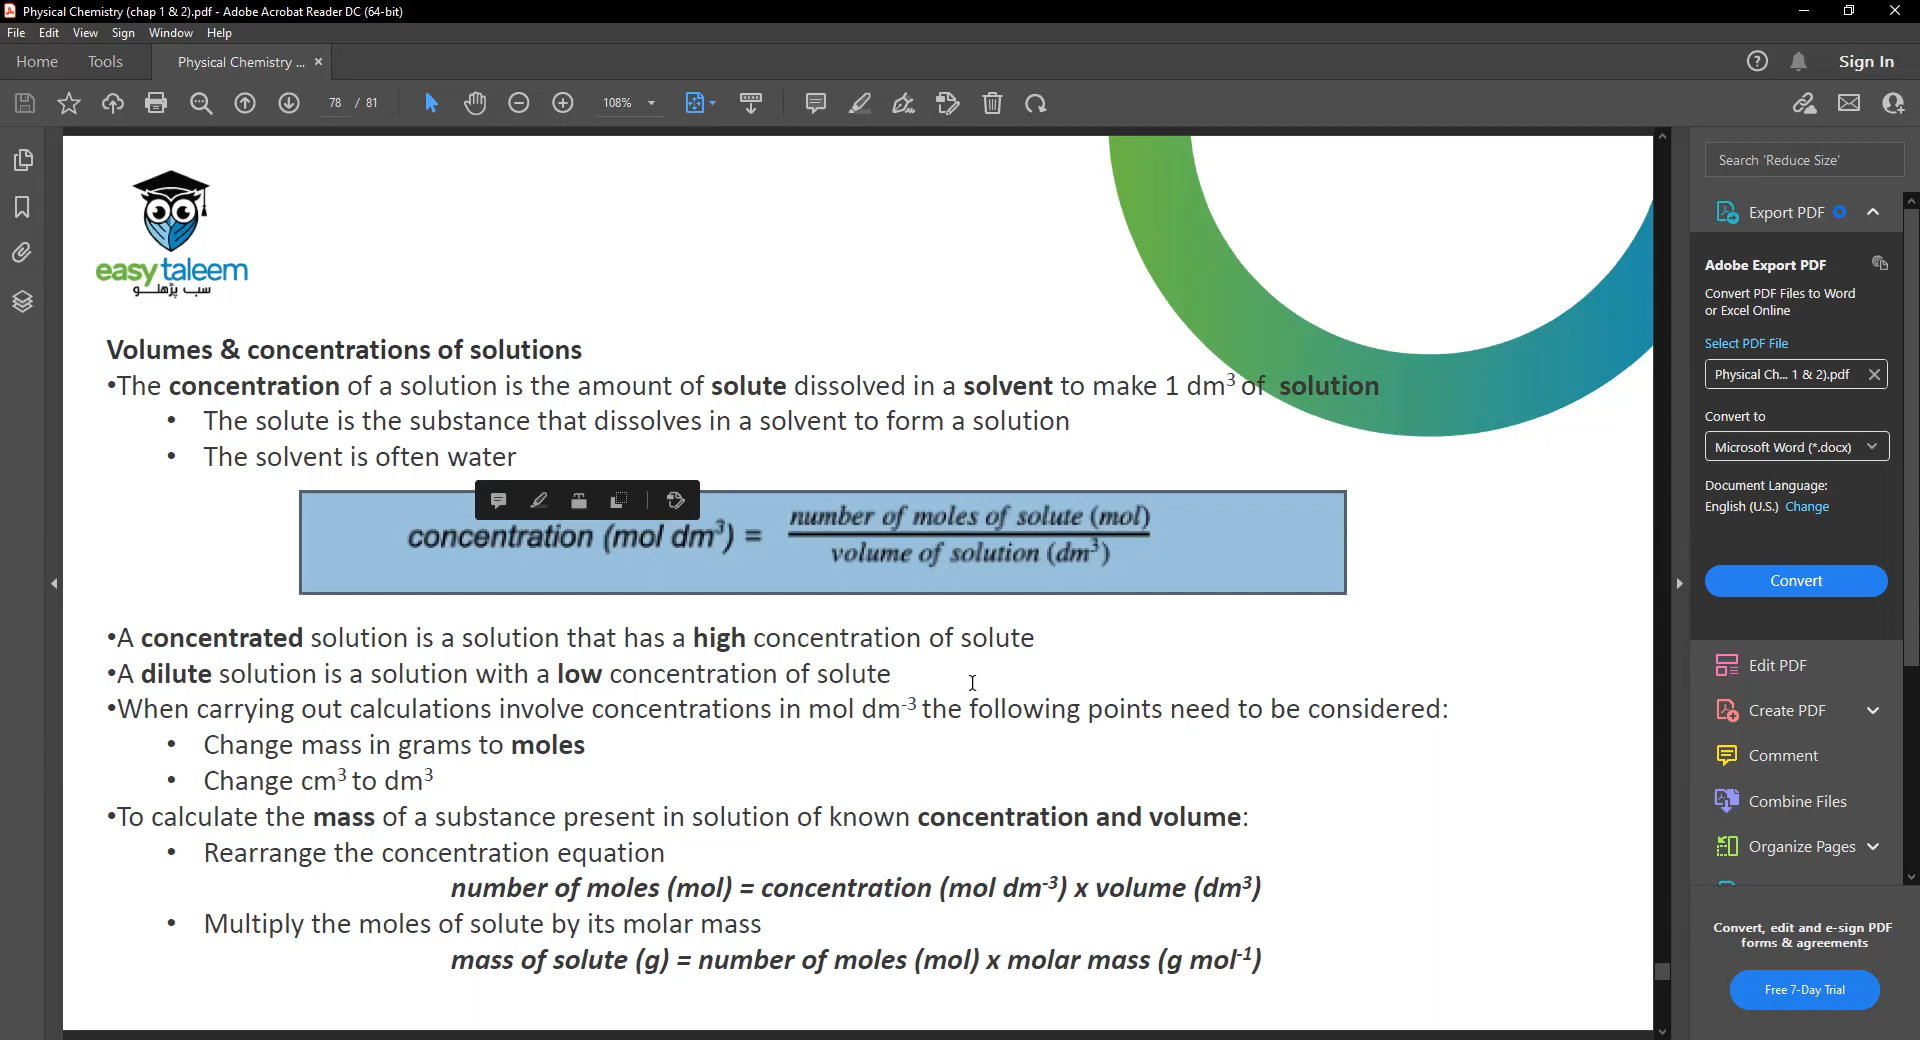 Physical Chemistry (chap 1 & 2).pdf - Adobe Acrobat Reader DC (64-bit)
File Edit View Sign Window Help
Home Tools Physical Chemistry ... × Sign In
78 / 81 108%
Search 'Reduce Size'
Export PDF
Adobe Export PDF
Convert PDF Files to Word
or Excel Online
Select PDF File
Physical Ch... 1 & 2).pdf
Convert to
Microsoft Word (*.docx)
Document Language:
English (U.S.) Change
Convert
Edit PDF
Create PDF
Comment
Combine Files
Organize Pages
Convert, edit and e-sign PDF
forms & agreements
Free 7-Day Trial
easy taleem
سب پڑھلو
Volumes & concentrations of solutions
•The concentration of a solution is the amount of solute dissolved in a solvent to make 1 dm³ of solution
• The solute is the substance that dissolves in a solvent to form a solution
• The solvent is often water
concentration (mol dm³) = number of moles of solute (mol)
volume of solution (dm³)
•A concentrated solution is a solution that has a high concentration of solute
•A dilute solution is a solution with a low concentration of solute
•When carrying out calculations involve concentrations in mol dm⁻³ the following points need to be considered:
• Change mass in grams to moles
• Change cm³ to dm³
•To calculate the mass of a substance present in solution of known concentration and volume:
• Rearrange the concentration equation
number of moles (mol) = concentration (mol dm⁻³) x volume (dm³)
• Multiply the moles of solute by its molar mass
mass of solute (g) = number of moles (mol) x molar mass (g mol⁻¹)